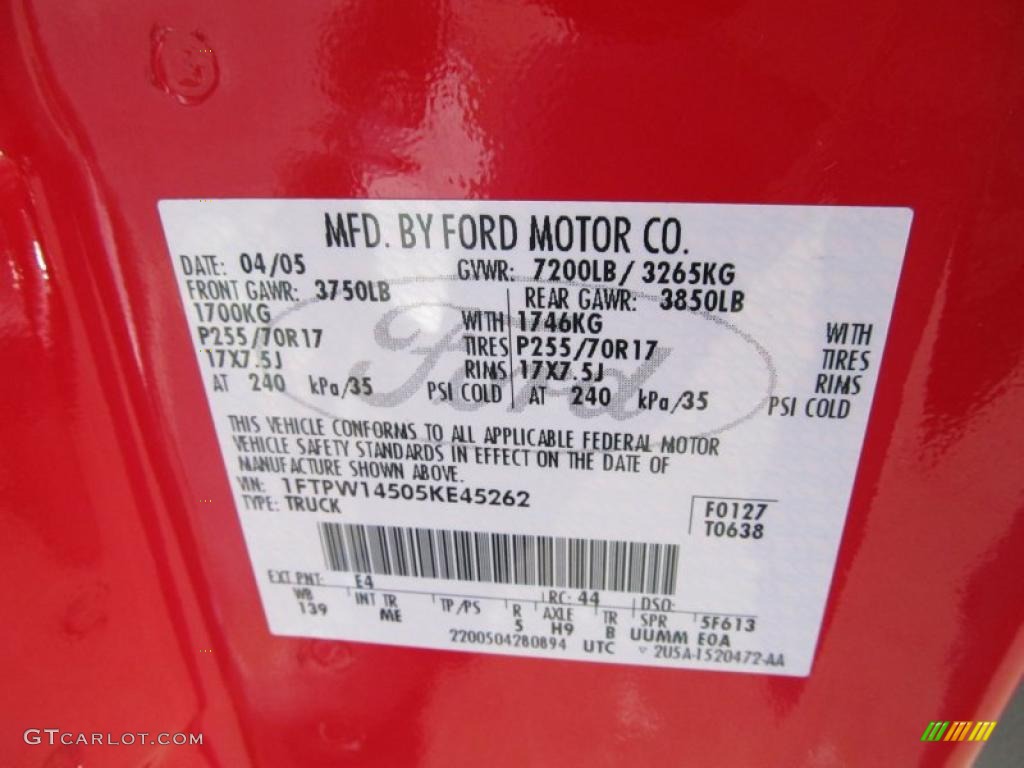 MFD. BY FORD MOTOR CO.
DATE: 04/05 GVWR: 7200LB/3265KG
FRONT GAWR: 3750LB REAR GAWR: 3850LB
1700KG WITH 1746KG WITH
P255/70R17 TIRES P255/70R17 TIRES
17X7.5J RIMS 17X7.5J RIMS
AT 240 kPa/35 PSI COLD AT 240 kPa/35 PSI COLD
Ford
THIS VEHICLE CONFORMS TO ALL APPLICABLE FEDERAL MOTOR
VEHICLE SAFETY STANDARDS IN EFFECT ON THE DATE OF
MANUFACTURE SHOWN ABOVE.
VIN: 1FTPW14505KE45262
TYPE: TRUCK
F0127
T0638
EXT PNT: E4 RC: 44 DSO:
WB INT TR TP/PS R AXLE TR SPR 5F613
139 ME 5 H9 B UUMM E0A
2200504280894 UTC ▽ 2U5A-1520472-AA
GTCARLOT.COM